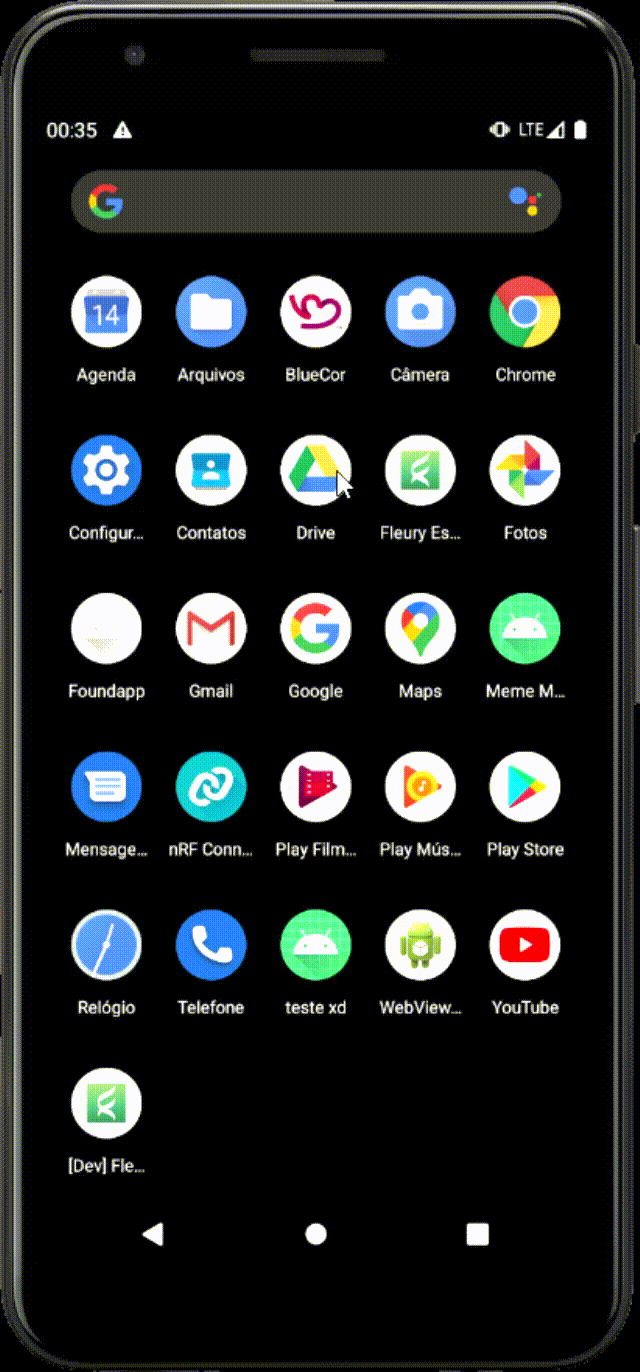 00:35 LTE
14
Agenda Arquivos BlueCor Câmera Chrome
Configur... Contatos Drive Fleury Es... Fotos
Foundapp Gmail Google Maps Meme M...
Mensage... nRF Conn... Play Film... Play Mús... Play Store
Relógio Telefone teste xd WebView... YouTube
[Dev] Fle...